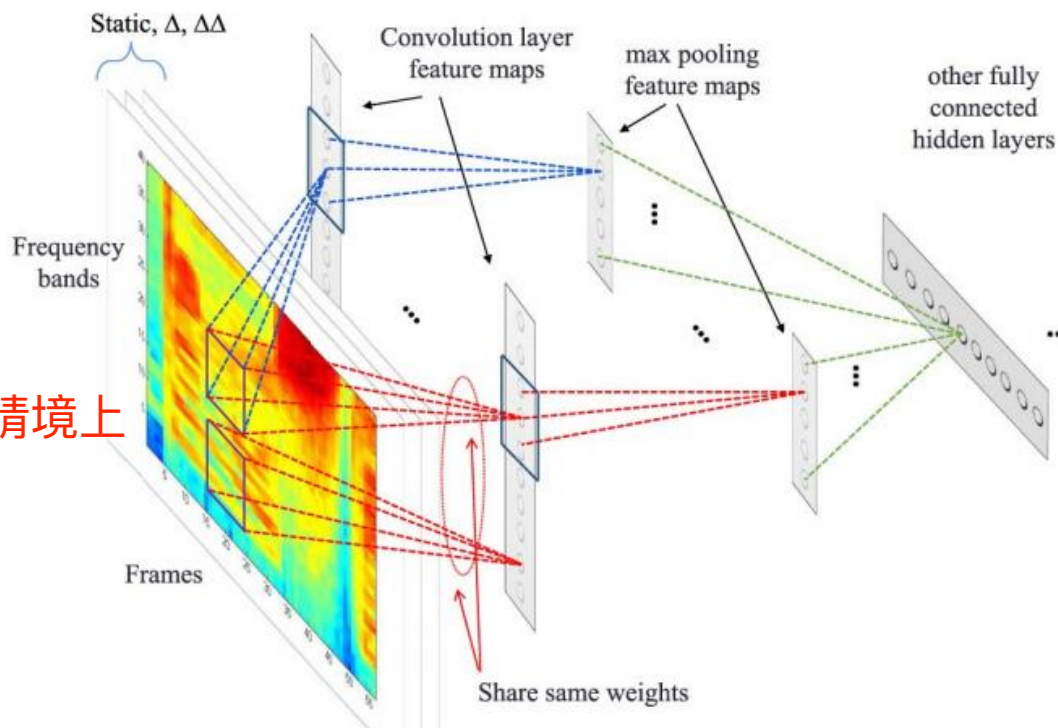 Static, Δ, ΔΔ
Convolution layer
feature maps
max pooling
feature maps
other fully
connected
hidden layers
Frequency
bands
情境上
Frames
Share same weights